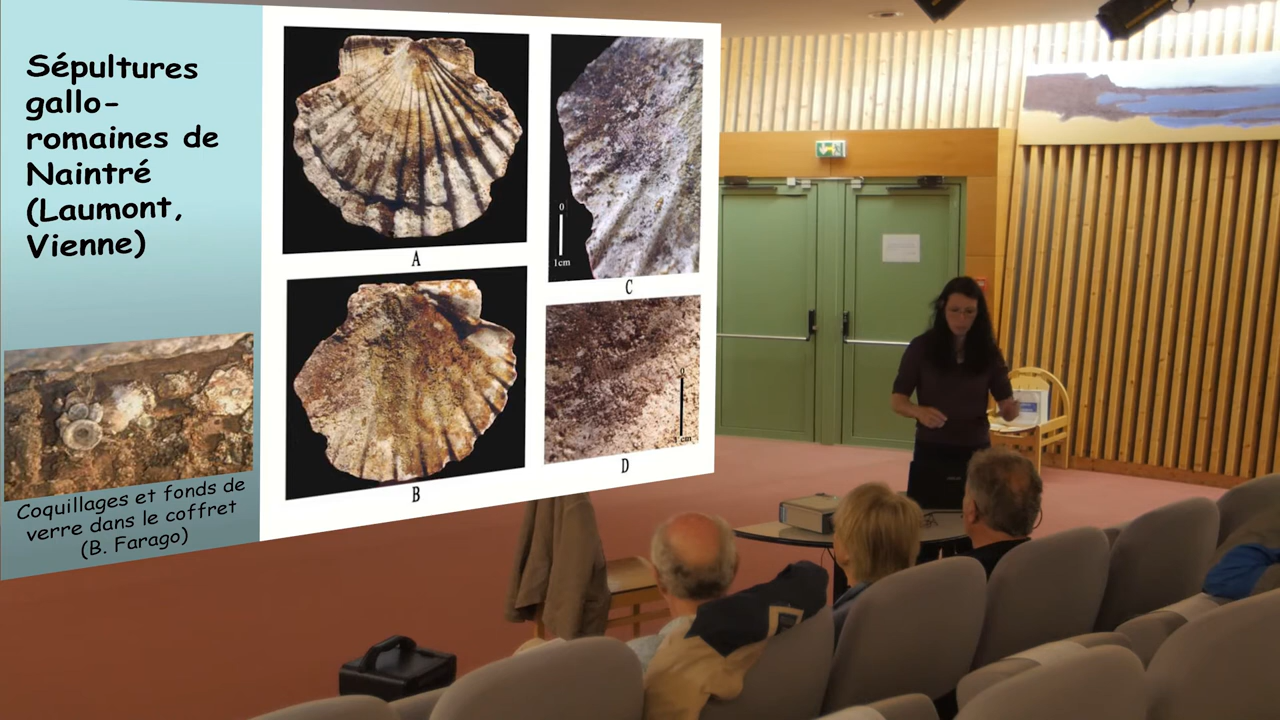 Sépultures
gallo-
romaines de
Naintré
(Laumont,
Vienne)
Coquillages et fonds de
verre dans le coffret
(B. Farago)
A
B
0
1cm
C
0
1 cm
D